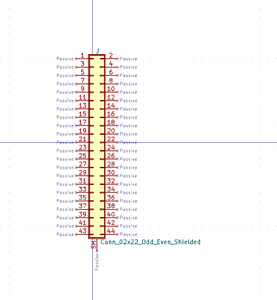 J
Passive 1 2 Passive
Passive 3 4 Passive
Passive 5 6 Passive
Passive 7 8 Passive
Passive 9 10 Passive
Passive 11 12 Passive
Passive 13 14 Passive
Passive 15 16 Passive
Passive 17 18 Passive
Passive 19 20 Passive
Passive 21 22 Passive
Passive 23 24 Passive
Passive 25 26 Passive
Passive 27 28 Passive
Passive 29 30 Passive
Passive 31 32 Passive
Passive 33 34 Passive
Passive 35 36 Passive
Passive 37 38 Passive
Passive 39 40 Passive
Passive 41 42 Passive
Passive 43 44 Passive
Conn_02x22_Odd_Even_Shielded
SH
Passive